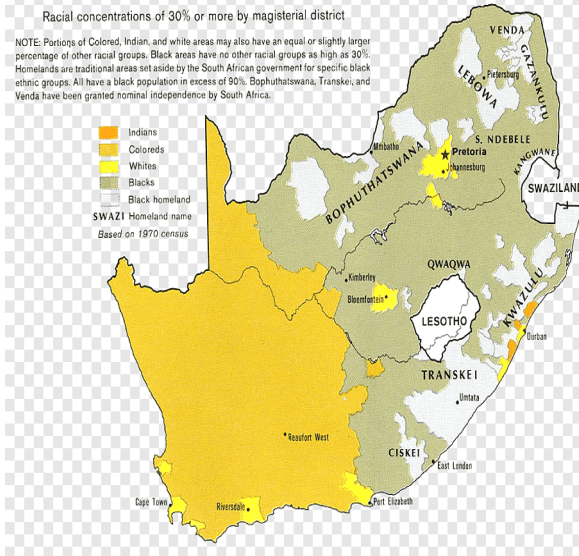 Racial concentrations of 30% or more by magisterial district
NOTE: Portions of Colored, Indian, and white areas may also have an equal or slightly larger
percentage of other racial groups. Black areas have no other racial groups as high as 30%.
Homelands are traditional areas set aside by the South African government for specific black
ethnic groups. All have a black population in excess of 90%. Bophuthatswana, Transkei, and
Venda have been granted nominal independence by South Africa.
Indians
Coloreds
Whites
Blacks
Black homeland
SWAZI Homeland name
Based on 1970 census
VENDA
GAZANKULU
LEBOWA
Pietersburg
S. NDEBELE
Mmbatho
Pretoria
Johannesburg
KANGWANE
BOPHUTHATSWANA
SWAZILAND
QWAQWA
Kimberley
Bloemfontein
KWAZULU
LESOTHO
Durban
TRANSKEI
Umtata
Beaufort West
CISKEI
East London
Cape Town
Riversdale
Port Elizabeth